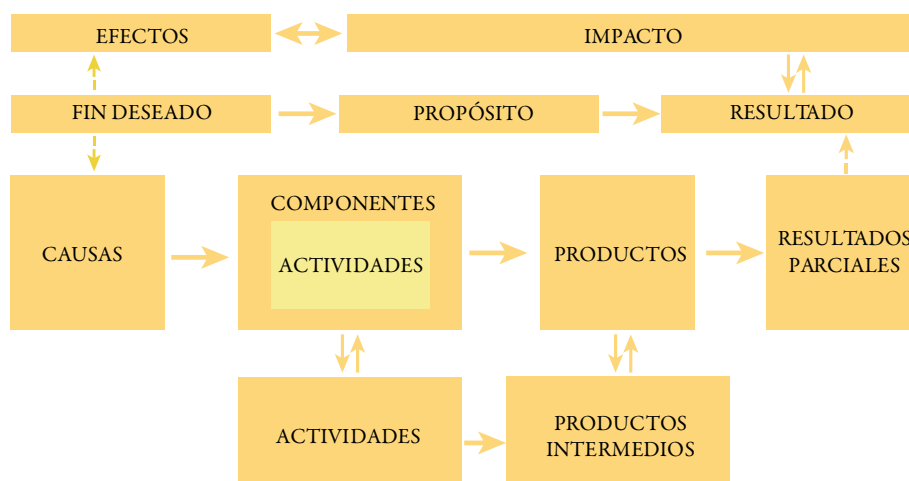 EFECTOS
IMPACTO
FIN DESEADO
PROPÓSITO
RESULTADO
CAUSAS
COMPONENTES
ACTIVIDADES
PRODUCTOS
RESULTADOS
PARCIALES
ACTIVIDADES
PRODUCTOS
INTERMEDIOS